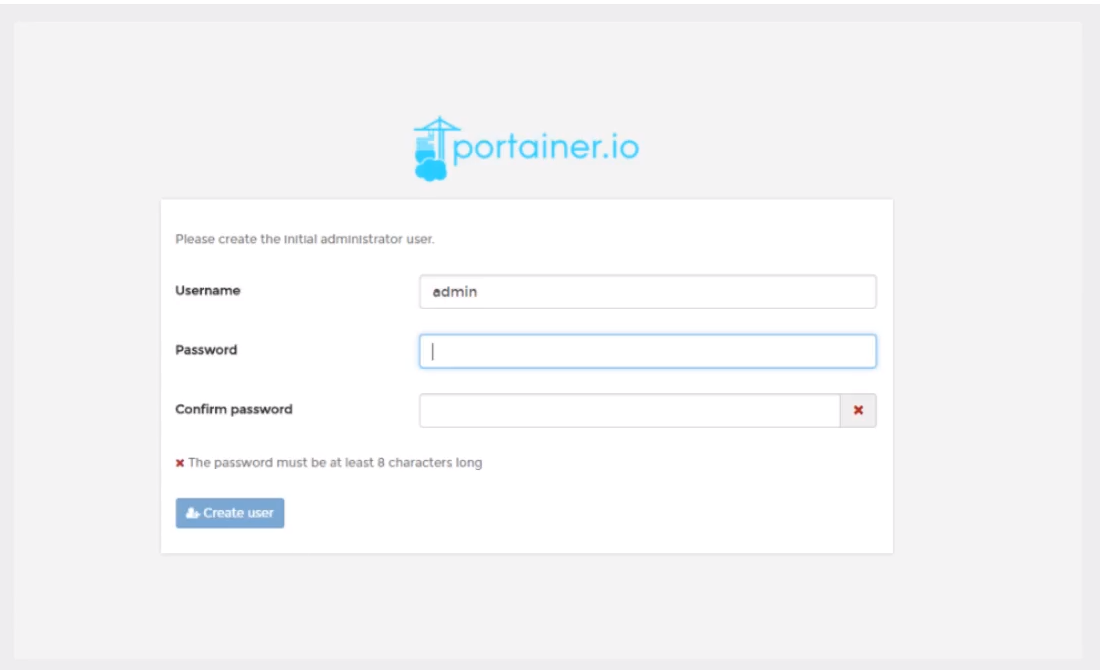 portainer.io
Please create the initial administrator user.
Username
admin
Password
Confirm password
The password must be at least 8 characters long
Create user